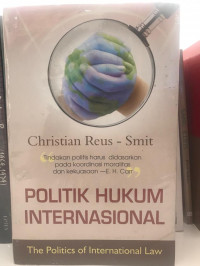 Christian Reus - Smit
Tindakan politis harus didasarkan
pada koordinasi moralitas
dan kekuasaan —E. H. Carr
POLITIK HUKUM
INTERNASIONAL
The Politics of International Law